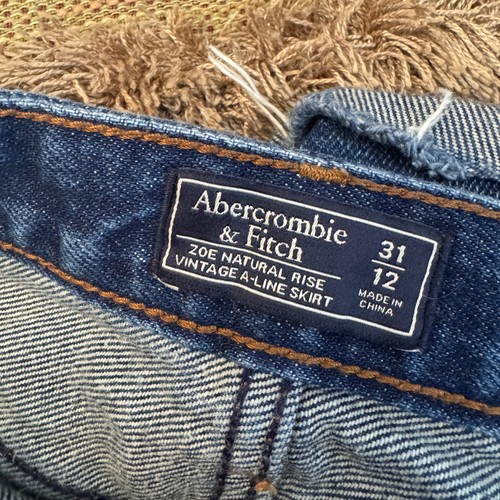 Abercrombie
& Fitch
ZOE NATURAL RISE
VINTAGE A-LINE SKIRT
31
12
MADE IN
CHINA